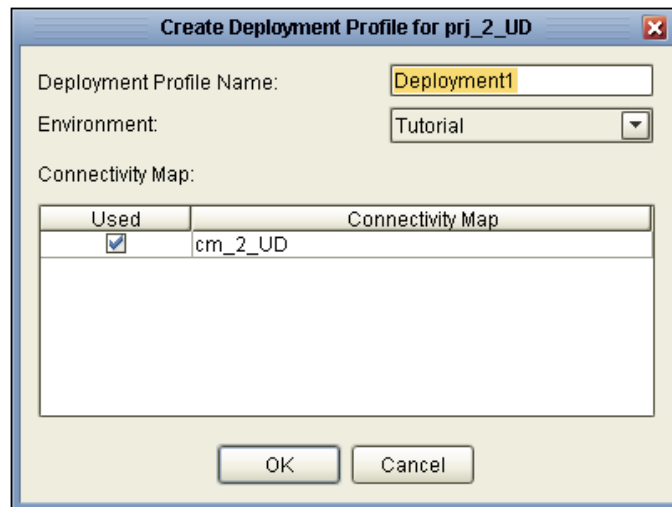 Create Deployment Profile for prj_2_UD
Deployment Profile Name: Deployment1
Environment: Tutorial
Connectivity Map:
Used Connectivity Map
cm_2_UD
OK Cancel